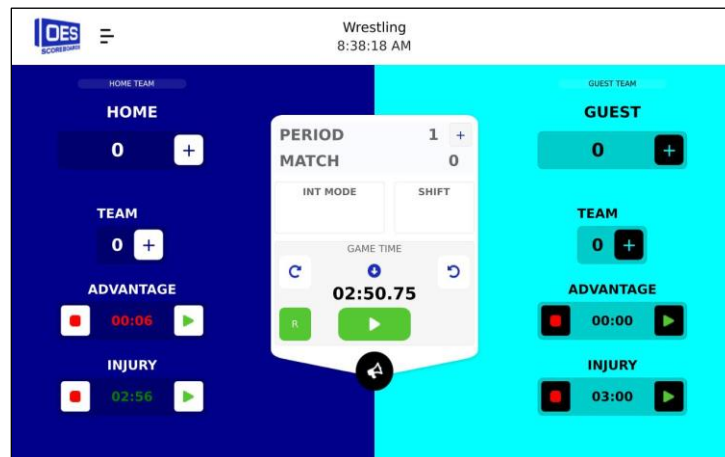 OES
SCOREBOARDS
Wrestling
8:38:18 AM
HOME TEAM
HOME
0 +
TEAM
0 +
ADVANTAGE
00:06
INJURY
02:56
PERIOD 1 +
MATCH 0
INT MODE SHIFT
GAME TIME
02:50.75
R
GUEST TEAM
GUEST
0 +
TEAM
0 +
ADVANTAGE
00:00
INJURY
03:00